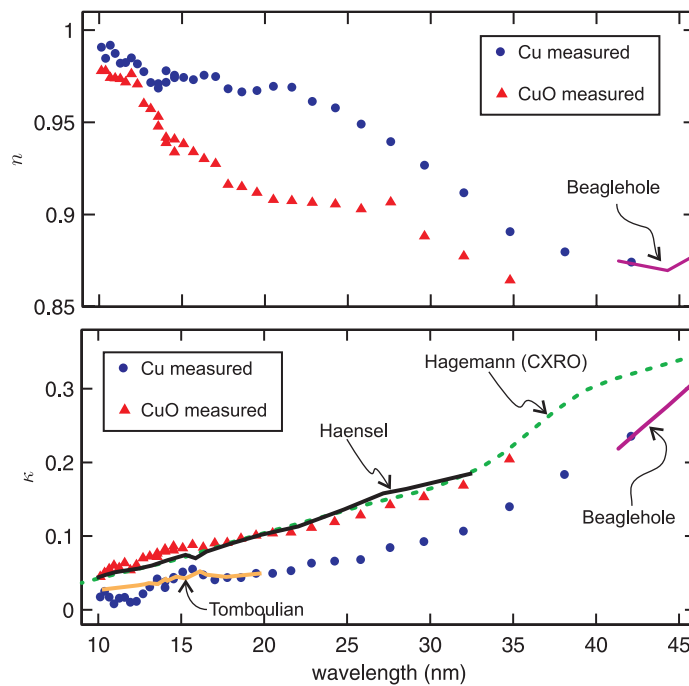 1
Cu measured
CuO measured
0.95
n
Beaglehole
0.9
0.85
Cu measured
CuO measured
Hagemann (CXRO)
0.3
Haensel
κ
0.2
Beaglehole
0.1
Tomboulian
0
10 15 20 25 30 35 40 45
wavelength (nm)